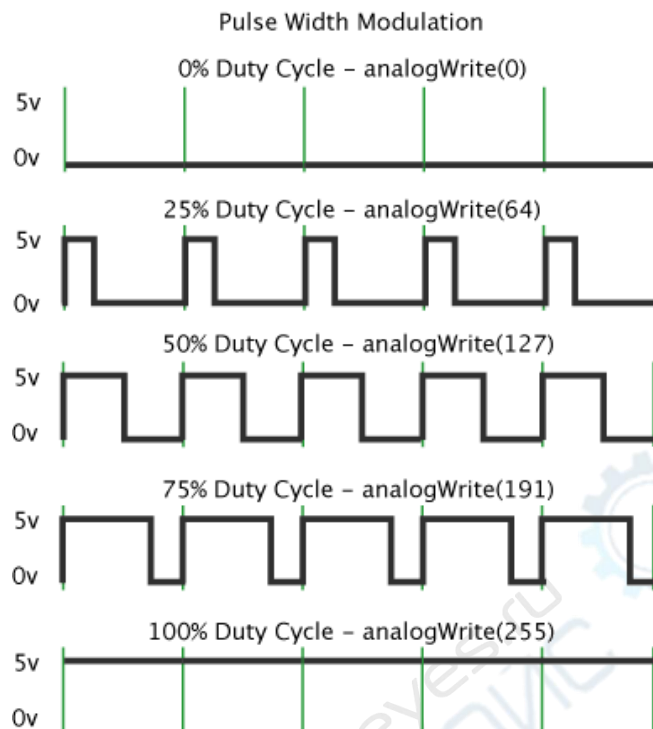 Pulse Width Modulation
0% Duty Cycle – analogWrite(0)
5v
0v
25% Duty Cycle – analogWrite(64)
5v
0v
50% Duty Cycle – analogWrite(127)
5v
0v
75% Duty Cycle – analogWrite(191)
5v
0v
100% Duty Cycle – analogWrite(255)
5v
0v